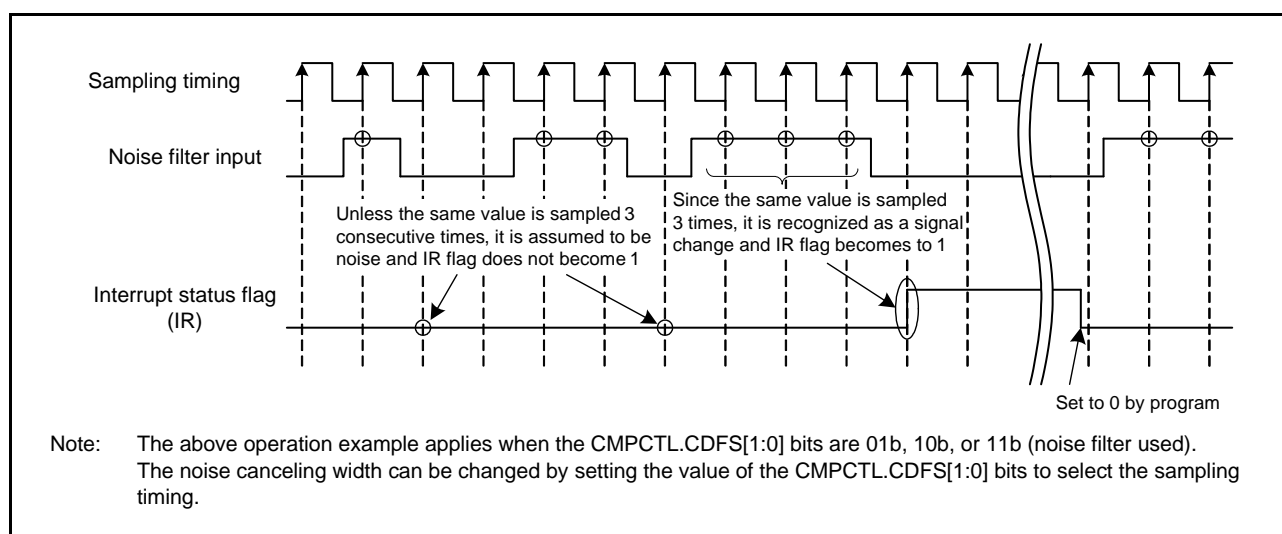 Sampling timing
Noise filter input
Unless the same value is sampled 3
consecutive times, it is assumed to be
noise and IR flag does not become 1
Since the same value is sampled
3 times, it is recognized as a signal
change and IR flag becomes to 1
Interrupt status flag
(IR)
Set to 0 by program
Note: The above operation example applies when the CMPCTL.CDFS[1:0] bits are 01b, 10b, or 11b (noise filter used).
The noise canceling width can be changed by setting the value of the CMPCTL.CDFS[1:0] bits to select the sampling
timing.